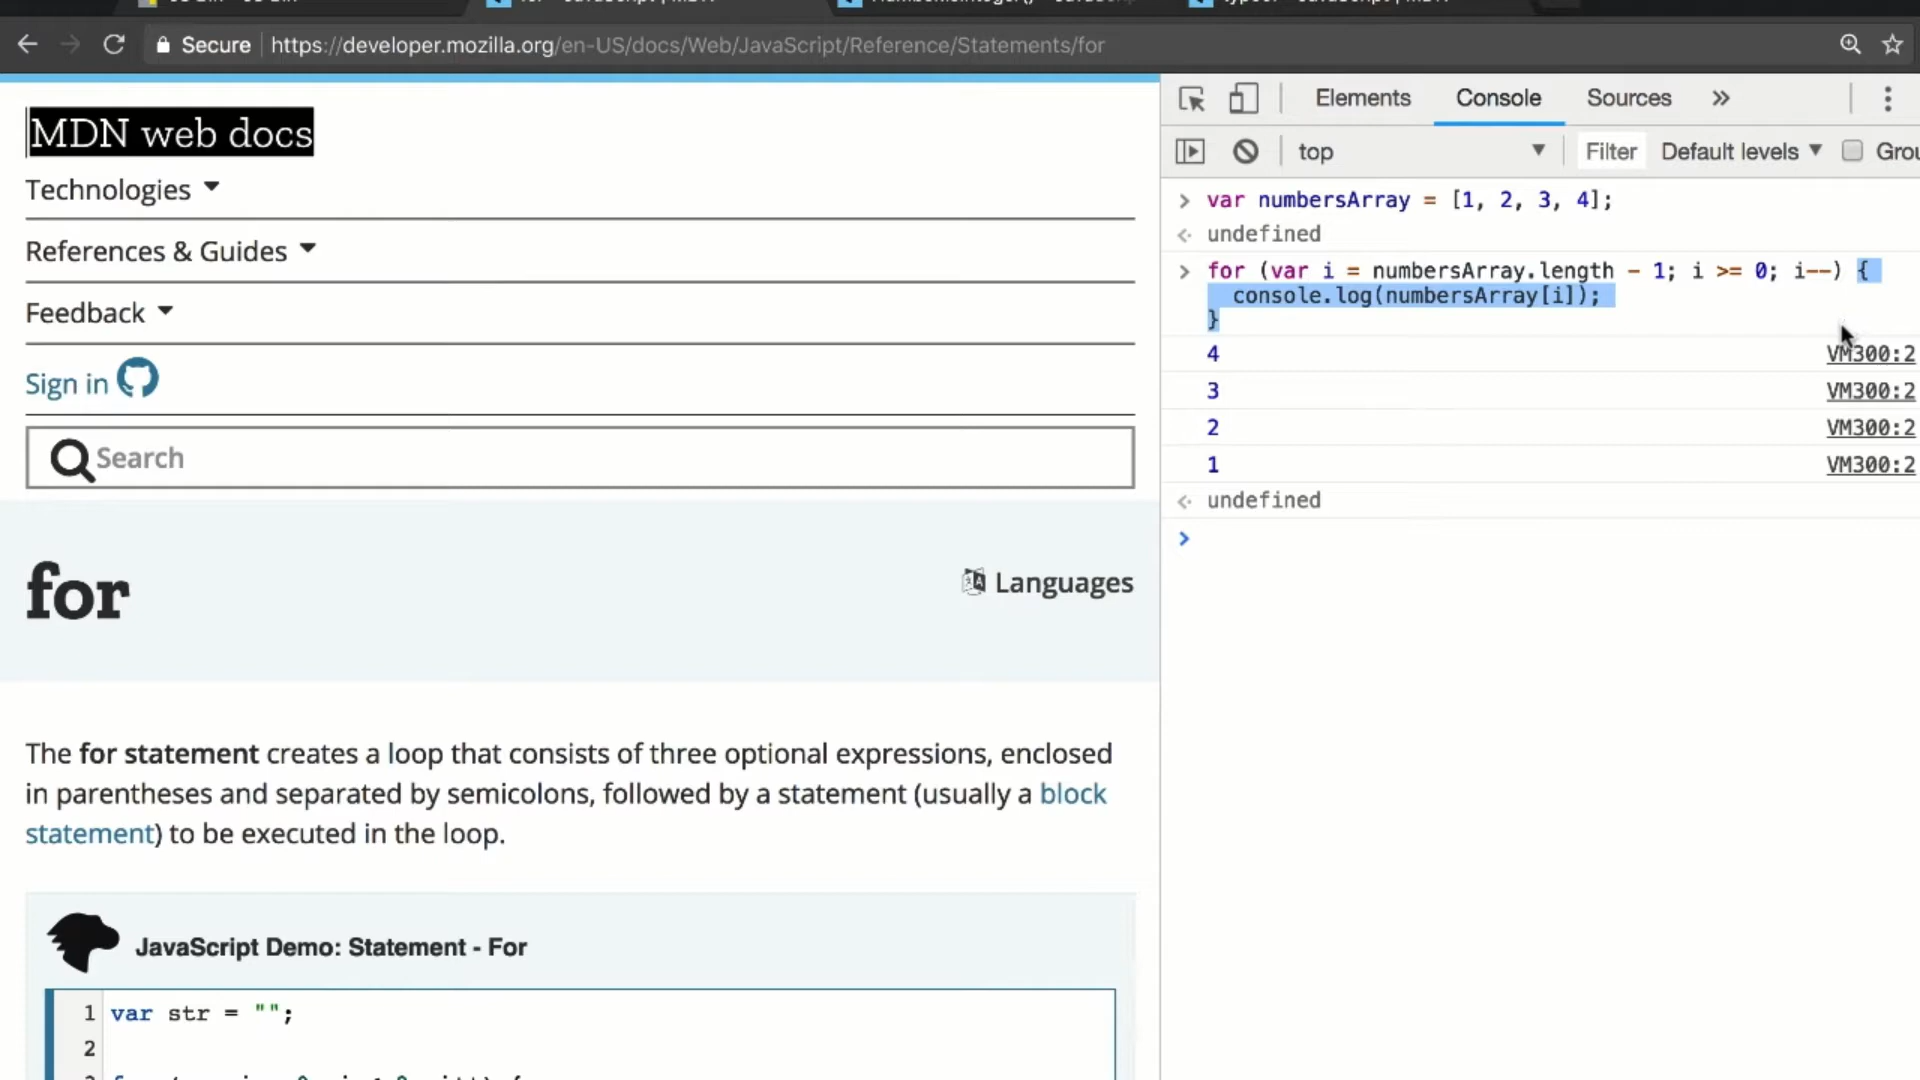 Secure https://developer.mozilla.org/en-US/docs/Web/JavaScript/Reference/Statements/for
MDN web docs
Technologies
References & Guides
Feedback
Sign in
Search
for
Languages
The for statement creates a loop that consists of three optional expressions, enclosed
in parentheses and separated by semicolons, followed by a statement (usually a block
statement) to be executed in the loop.
JavaScript Demo: Statement - For
1 var str = "";
2
Elements Console Sources »
top Filter Default levels Grou
> var numbersArray = [1, 2, 3, 4];
undefined
> for (var i = numbersArray.length - 1; i >= 0; i--) {
console.log(numbersArray[i]);
}
4 VM300:2
3 VM300:2
2 VM300:2
1 VM300:2
undefined
>